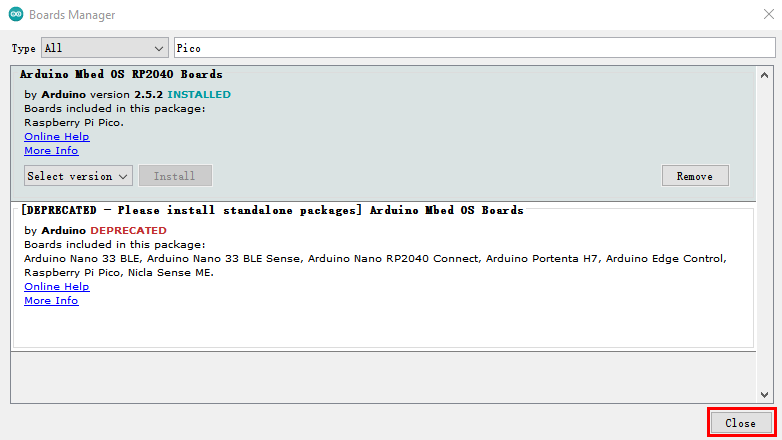 Boards Manager
Type All Pico
Arduino Mbed OS RP2040 Boards
by Arduino version 2.5.2 INSTALLED
Boards included in this package:
Raspberry Pi Pico.
Online Help
More Info
Select version Install Remove
[DEPRECATED - Please install standalone packages] Arduino Mbed OS Boards
by Arduino DEPRECATED
Boards included in this package:
Arduino Nano 33 BLE, Arduino Nano 33 BLE Sense, Arduino Nano RP2040 Connect, Arduino Portenta H7, Arduino Edge Control,
Raspberry Pi Pico, Nicla Sense ME.
Online Help
More Info
Close